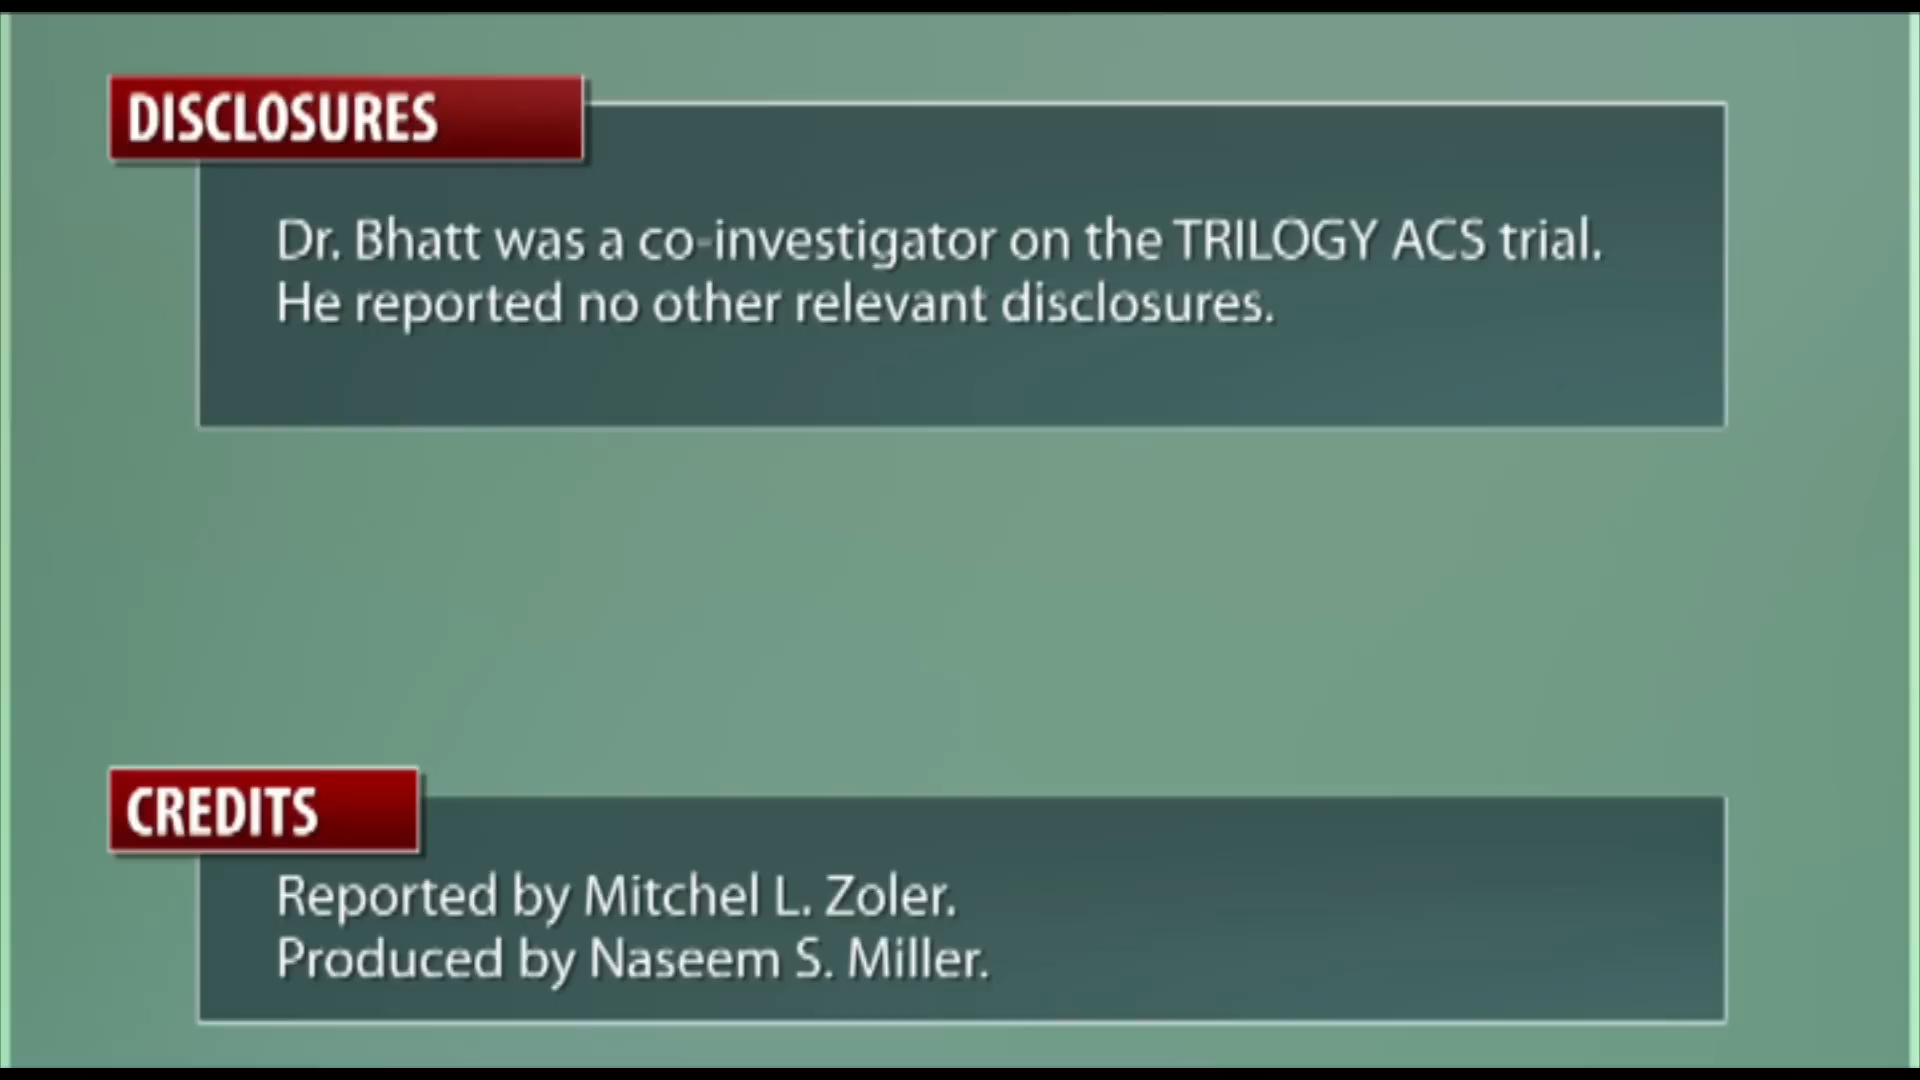 DISCLOSURES
Dr. Bhatt was a co-investigator on the TRILOGY ACS trial.
He reported no other relevant disclosures.
CREDITS
Reported by Mitchel L. Zoler.
Produced by Naseem S. Miller.